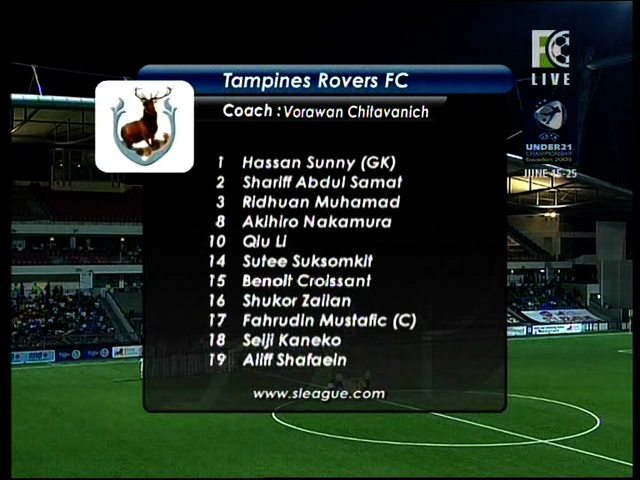 Tampines Rovers FC
Coach : Vorawan Chitavanich
1 Hassan Sunny (GK)
2 Shariff Abdul Samat
3 Ridhuan Muhamad
8 Akihiro Nakamura
10 Qiu Li
14 Sutee Suksomkit
15 Benoit Croissant
16 Shukor Zailan
17 Fahrudin Mustafic (C)
18 Seiji Kaneko
19 Aliff Shafaein
www.sleague.com
FC
LIVE
UNDER21
CHAMPIONSHIP
Sweden 2009
JUNE 15-25